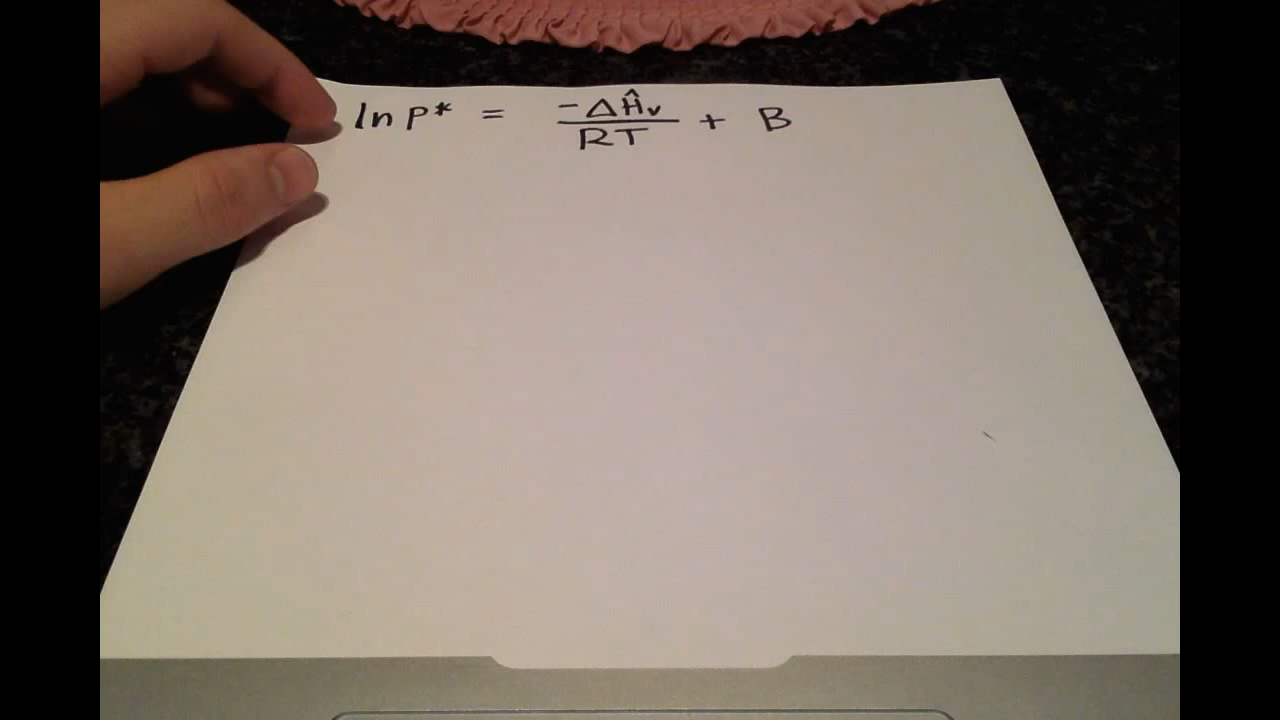 ln P* = -ΔĤv/RT + B